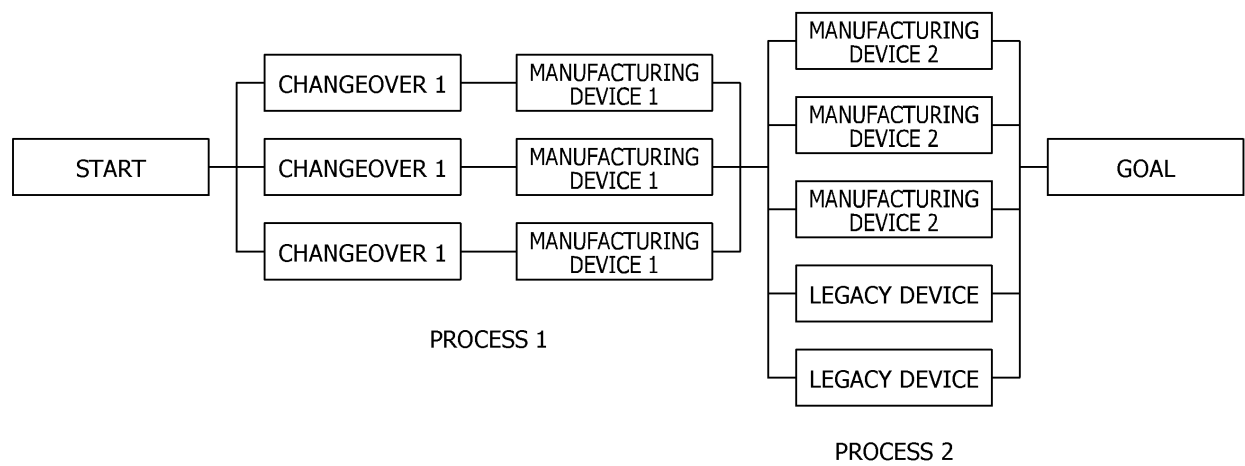 START
CHANGEOVER 1
CHANGEOVER 1
CHANGEOVER 1
MANUFACTURING
DEVICE 1
MANUFACTURING
DEVICE 1
MANUFACTURING
DEVICE 1
PROCESS 1
MANUFACTURING
DEVICE 2
MANUFACTURING
DEVICE 2
MANUFACTURING
DEVICE 2
LEGACY DEVICE
LEGACY DEVICE
PROCESS 2
GOAL